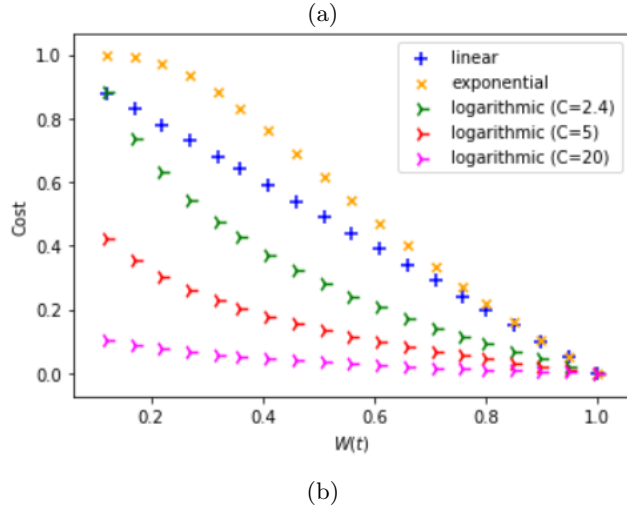 (a)
1.0
0.8
0.6
0.4
0.2
0.0
Cost
linear
exponential
logarithmic (C=2.4)
logarithmic (C=5)
logarithmic (C=20)
0.2 0.4 0.6 0.8 1.0
W(t)
(b)